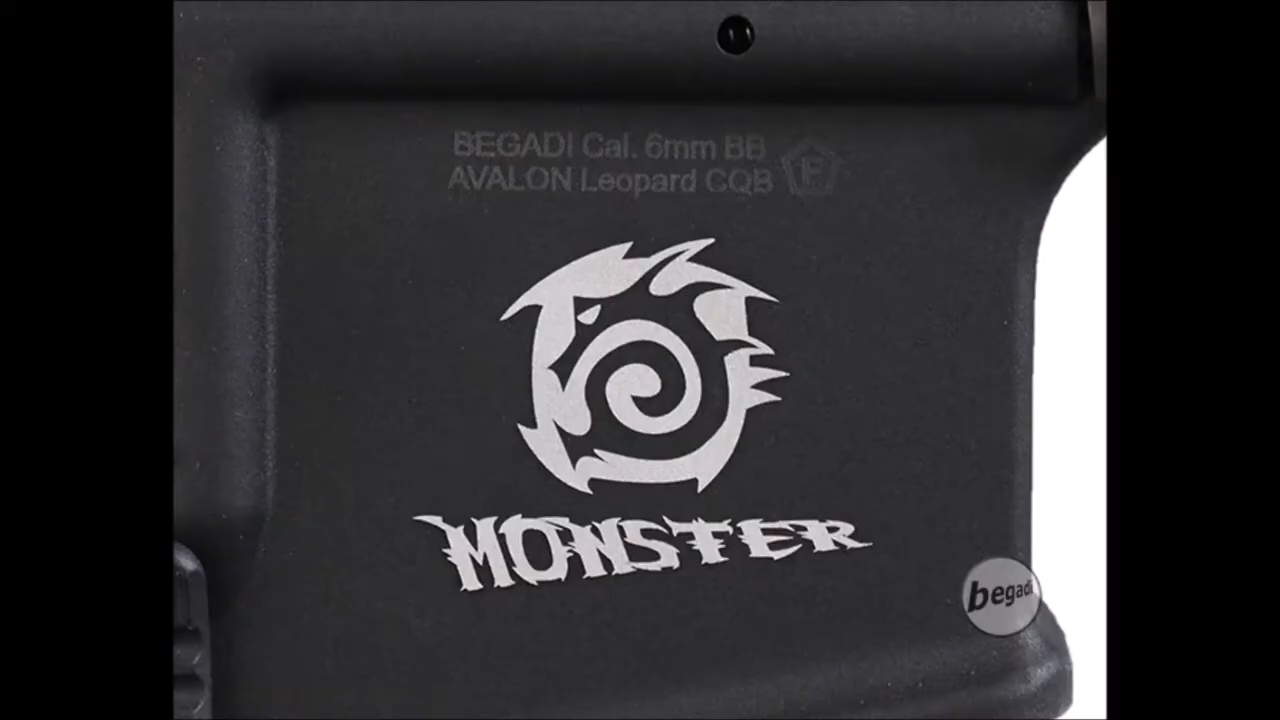 BEGADI Cal. 6mm BB
AVALON Leopard CQB
F
MONSTER
begadi